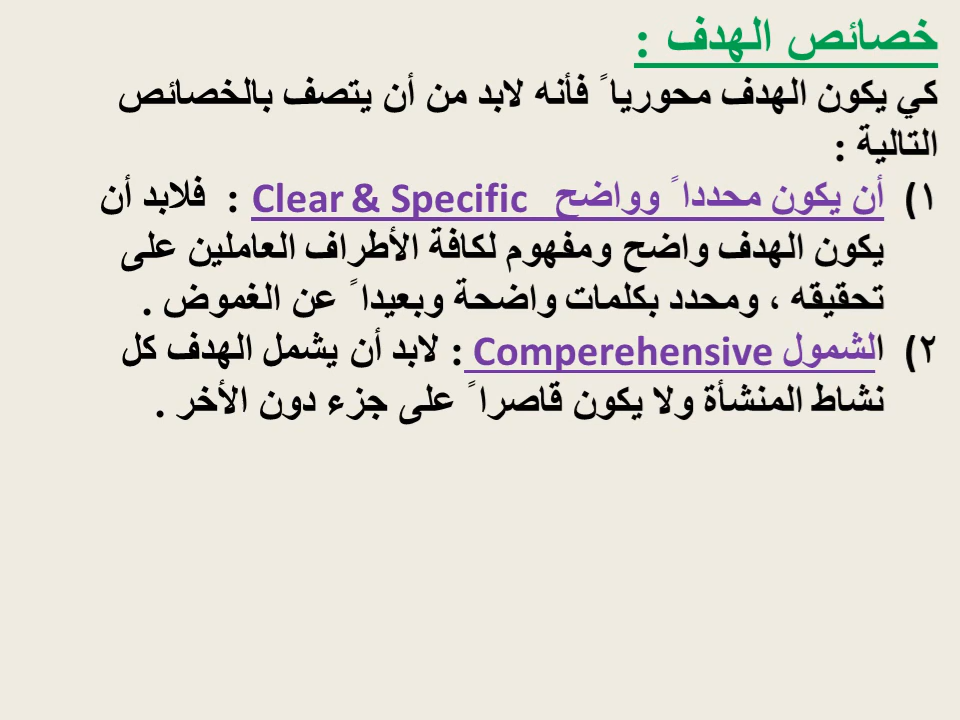 خصائص الهدف :
كي يكون الهدف محورياً فأنه لابد من أن يتصف بالخصائص
التالية :
١) أن يكون محدداً وواضح Clear & Specific : فلابد أن
يكون الهدف واضح ومفهوم لكافة الأطراف العاملين على
تحقيقه ، ومحدد بكلمات واضحة وبعيداً عن الغموض .
٢) الشمول Comperehensive : لابد أن يشمل الهدف كل
نشاط المنشأة ولا يكون قاصراً على جزء دون الأخر .